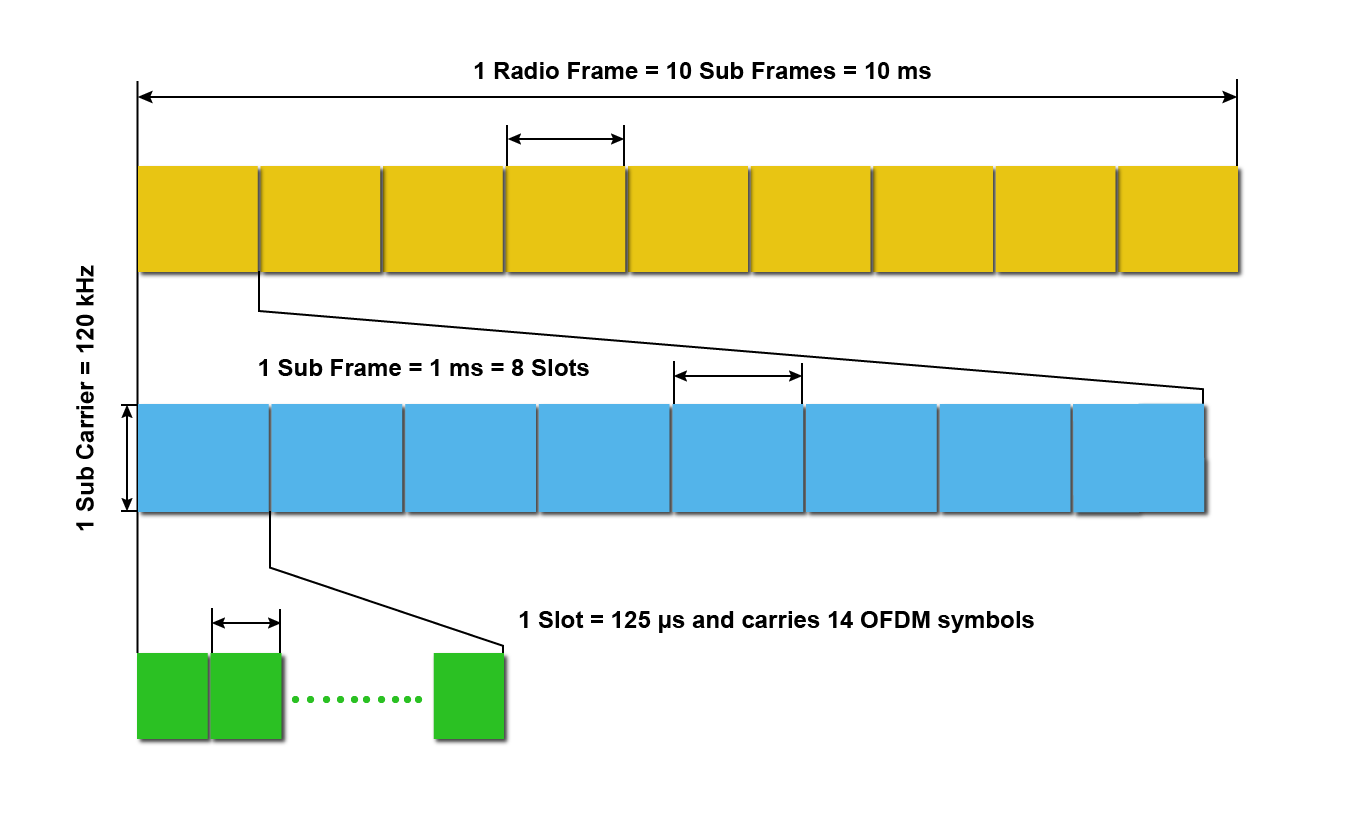 1 Radio Frame = 10 Sub Frames = 10 ms
1 Sub Carrier = 120 kHz
1 Sub Frame = 1 ms = 8 Slots
1 Slot = 125 µs and carries 14 OFDM symbols